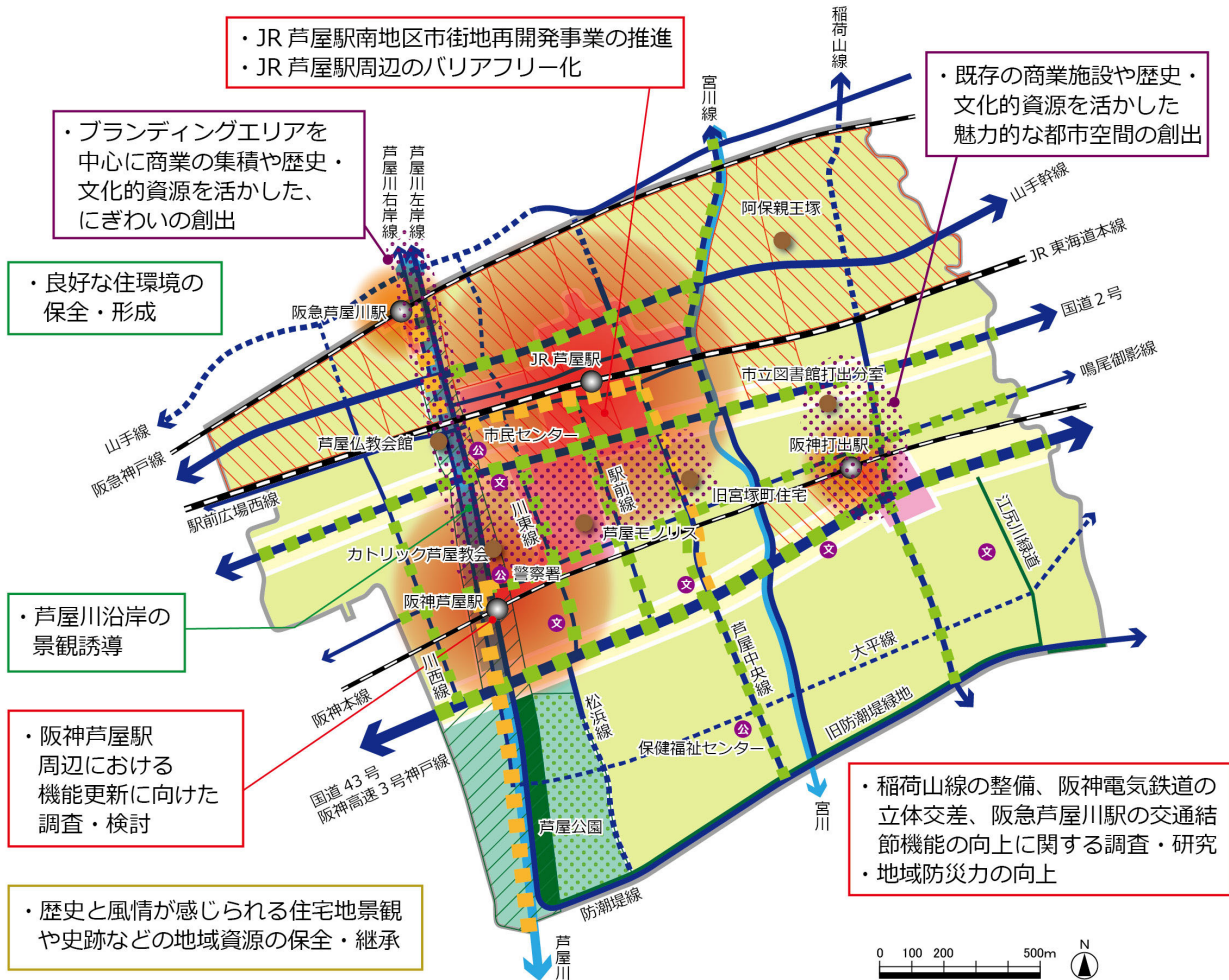 ・JR 芦屋駅南地区市街地再開発事業の推進
・JR 芦屋駅周辺のバリアフリー化
・ブランディングエリアを
中心に商業の集積や歴史・
文化的資源を活かした、
にぎわいの創出
・既存の商業施設や歴史・
文化的資源を活かした
魅力的な都市空間の創出
・良好な住環境の
保全・形成
芦屋川右岸線
芦屋川左岸線
宮川線
稲荷山線
山手幹線
JR 東海道本線
国道2号
鳴尾御影線
阿保親王塚
阪急芦屋川駅
JR 芦屋駅
市立図書館打出分室
山手線
阪急神戸線
駅前広場西線
芦屋仏教会館
市民センター
公
文
川東線
駅前線
旧宮塚町住宅
阪神打出駅
芦屋モノリス
カトリック芦屋教会
公
警察署
阪神芦屋駅
文
文
文
文
江尻川緑道
・芦屋川沿岸の
景観誘導
川西線
阪神本線
国道 43 号
阪神高速3号神戸線
松浜線
芦屋中央線
大平線
旧防潮堤緑地
公
保健福祉センター
芦屋公園
防潮堤線
宮川
芦屋川
・阪神芦屋駅
周辺における
機能更新に向けた
調査・検討
・稲荷山線の整備、阪神電気鉄道の
立体交差、阪急芦屋川駅の交通結
節機能の向上に関する調査・研究
・地域防災力の向上
・歴史と風情が感じられる住宅地景観
や史跡などの地域資源の保全・継承
0 100 200 500m
N